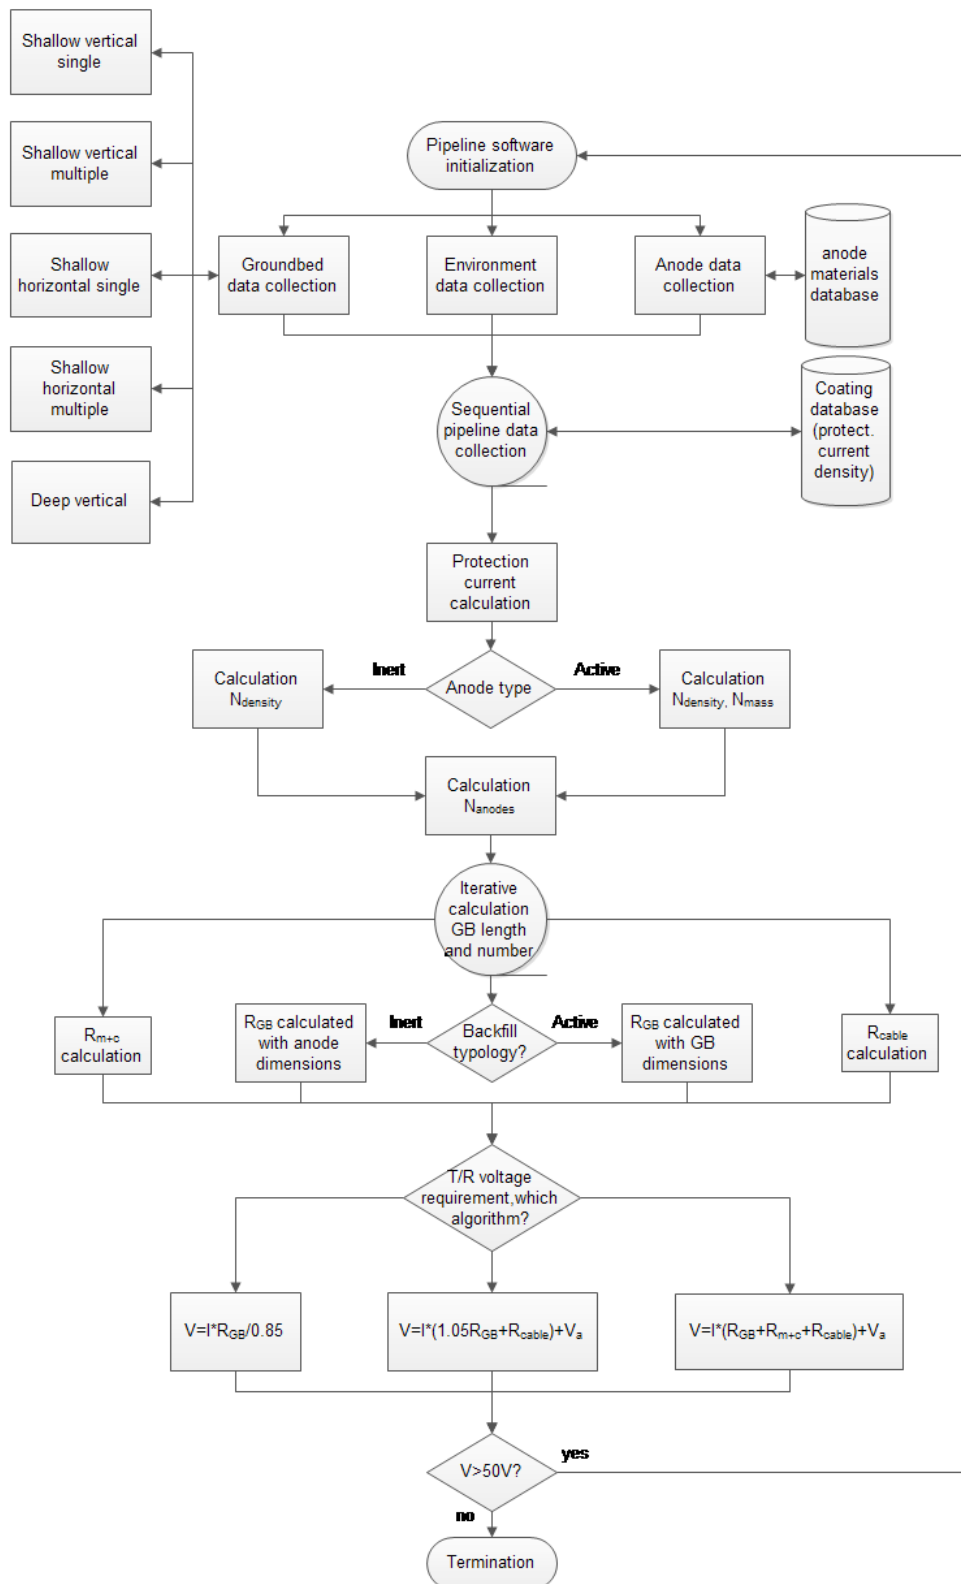 Shallow vertical
single
Shallow vertical
multiple
Shallow
horizontal single
Shallow
horizontal
multiple
Deep vertical
Pipeline software
initialization
Groundbed
data collection
Environment
data collection
Anode data
collection
anode
materials
database
Sequential
pipeline data
collection
Coating
database
(protect.
current
density)
Protection
current
calculation
Inert
Anode type
Active
Calculation
Ndensity
Calculation
Ndensity, Nmass
Calculation
Nanodes
Iterative
calculation
GB length
and number
Rm+c
calculation
RGB calculated
with anode
dimensions
Inert
Backfill
typology?
Active
RGB calculated
with GB
dimensions
Rcable
calculation
T/R voltage
requirement,which
algorithm?
V=I*RGB/0.85
V=I*(1.05RGB+Rcable)+Va
V=I*(RGB+Rm+c+Rcable)+Va
V>50V?
yes
no
Termination